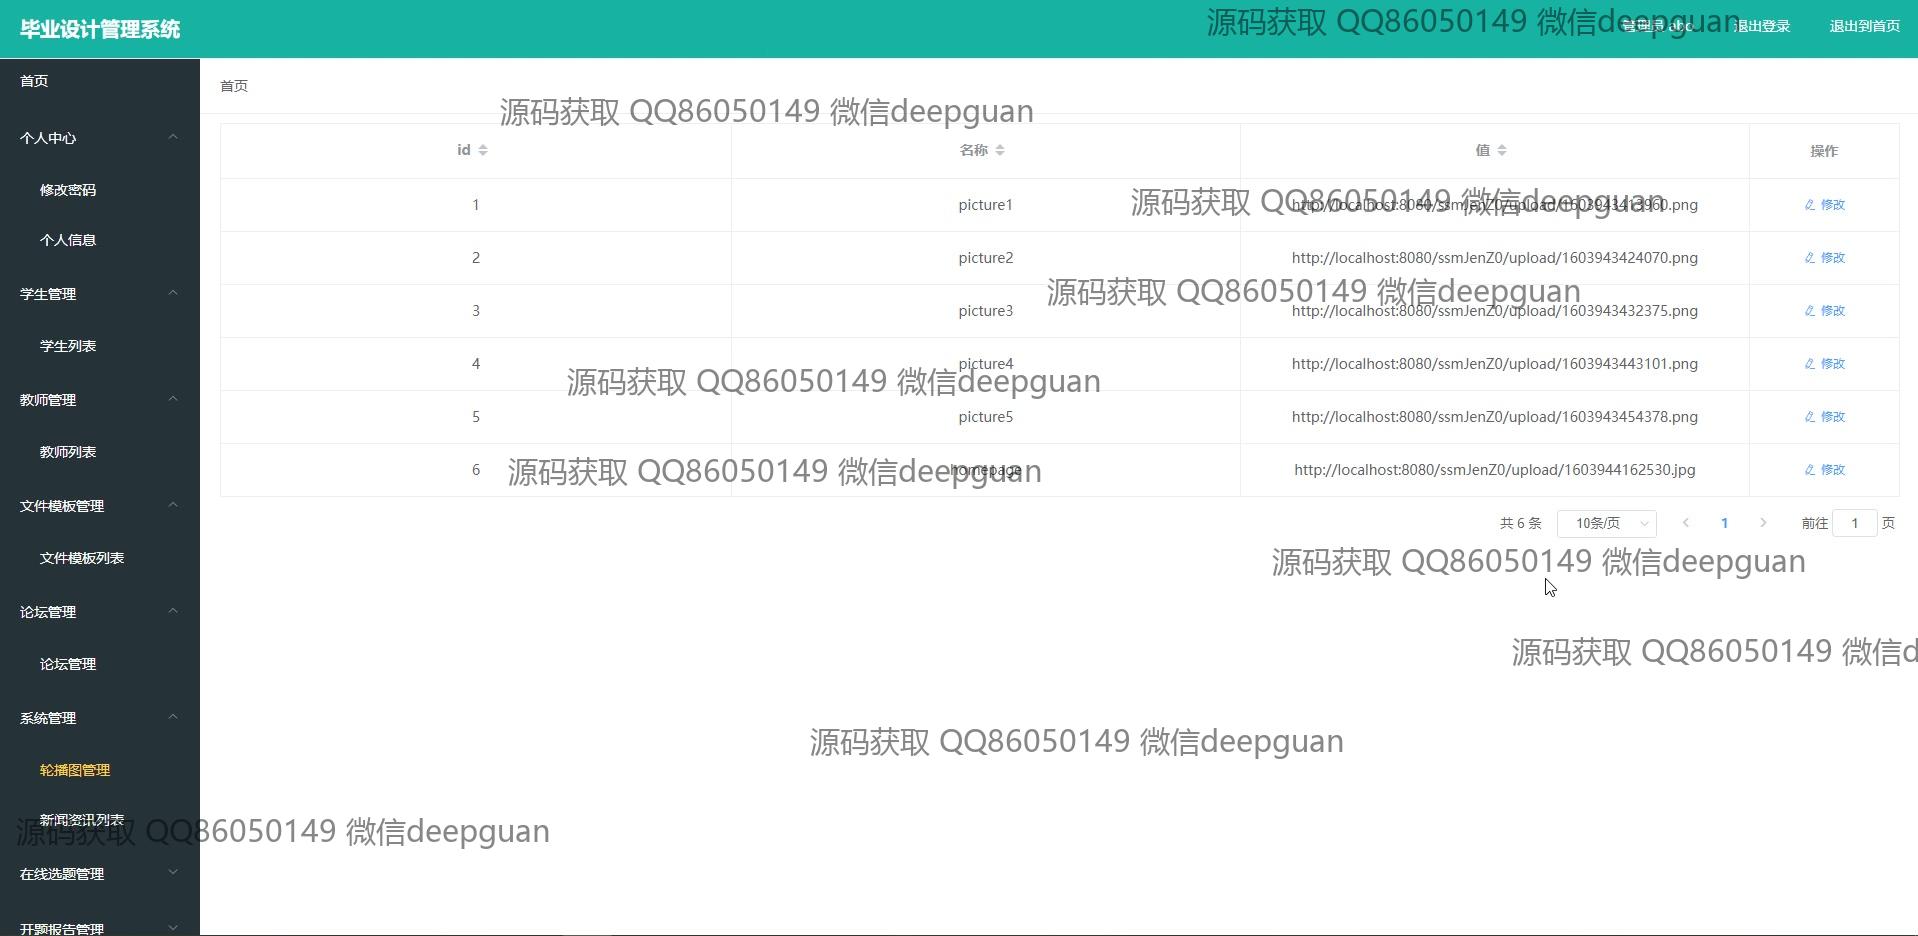 毕业设计管理系统
源码获取 QQ86050149 微信deepguan
管理员 abo
退出登录
退出到首页
首页
首页
源码获取 QQ86050149 微信deepguan
个人中心
修改密码
个人信息
学生管理
学生列表
教师管理
教师列表
文件模板管理
文件模板列表
论坛管理
论坛管理
系统管理
轮播图管理
新闻资讯列表
在线选题管理
开题报告管理
id 名称 值 操作
1 picture1 http://localhost:8080/ssmJenZ0/upload/1603943413960.png 修改
源码获取 QQ86050149 微信deepguan
2 picture2 http://localhost:8080/ssmJenZ0/upload/1603943424070.png 修改
源码获取 QQ86050149 微信deepguan
3 picture3 http://localhost:8080/ssmJenZ0/upload/1603943432375.png 修改
4 picture4 http://localhost:8080/ssmJenZ0/upload/1603943443101.png 修改
源码获取 QQ86050149 微信deepguan
5 picture5 http://localhost:8080/ssmJenZ0/upload/1603943454378.png 修改
6 homepage http://localhost:8080/ssmJenZ0/upload/1603944162530.jpg 修改
源码获取 QQ86050149 微信deepguan
共 6 条 10条/页 1 前往 1 页
源码获取 QQ86050149 微信deepguan
源码获取 QQ86050149 微信d
源码获取 QQ86050149 微信deepguan
源码获取 QQ86050149 微信deepguan